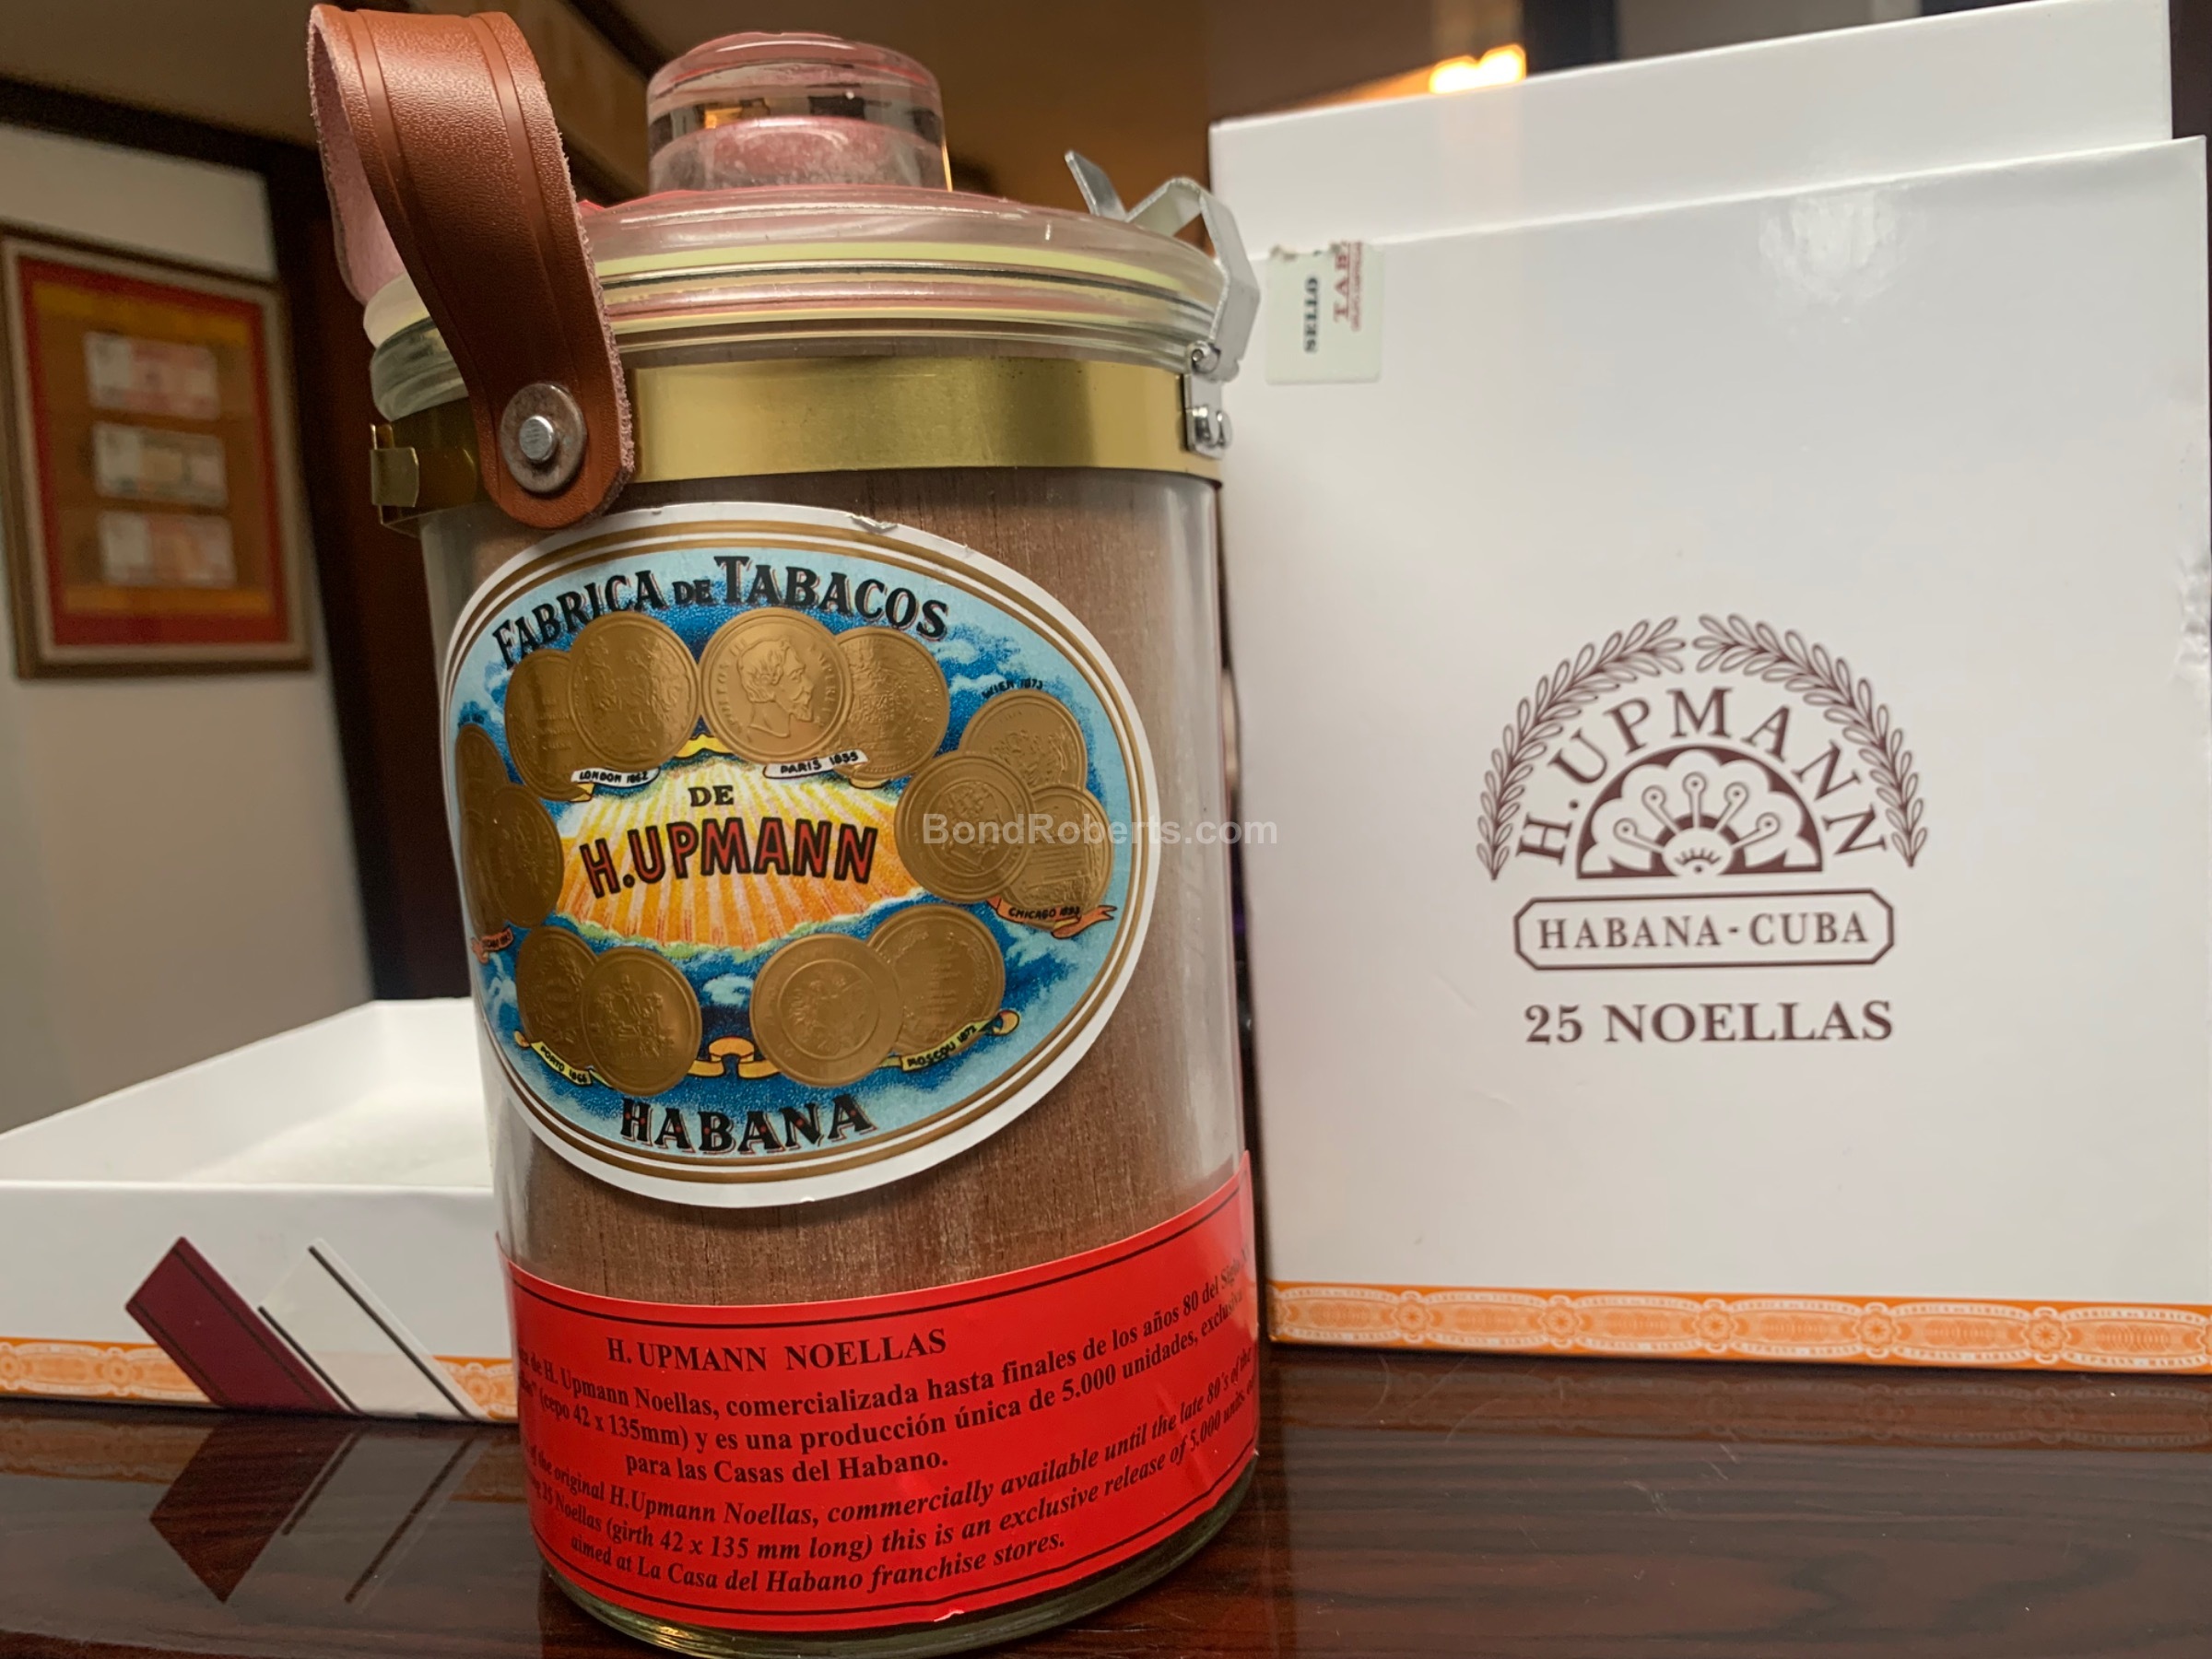 FABRICA DE TABACOS
WIEN 1873
LONDON 1862
PARIS 1855
DE
H.UPMANN
CHICAGO 1893
PORTO 1866
MOSCOU 1872
HABANA
H. UPMANN NOELLAS
de H. Upmann Noellas, comercializada hasta finales de los años 80 del
(cepo 42 x 135mm) y es una producción única de 5.000 unidades,
para las Casas del Habano.
of the original H.Upmann Noellas, commercially available until the late 80's of the
25 Noellas (girth 42 x 135 mm long) this is an exclusive release of 5.000 units
aimed at La Casa del Habano franchise stores.
SELLO
H. UPMANN
HABANA-CUBA
25 NOELLAS
BondRoberts.com